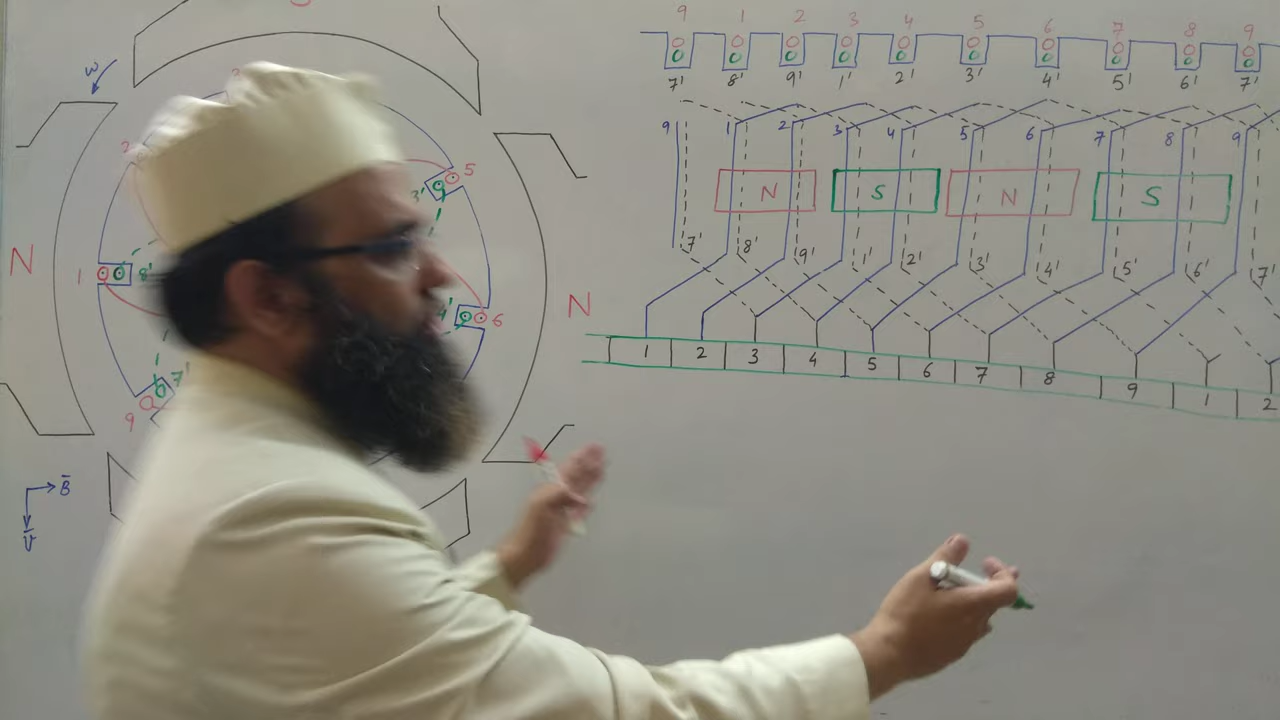 ω
2
N
1
8'
9
7'
3'
5
4'
6
N
B̄
v̄
9 1 2 3 4 5 6 7 8 9
7' 8' 9' 1' 2' 3' 4' 5' 6' 7'
9 1 2 3 4 5 6 7 8 9
N S N S
7' 8' 9' 1' 2' 3' 4' 5' 6' 7'
1 2 3 4 5 6 7 8 9 1 2